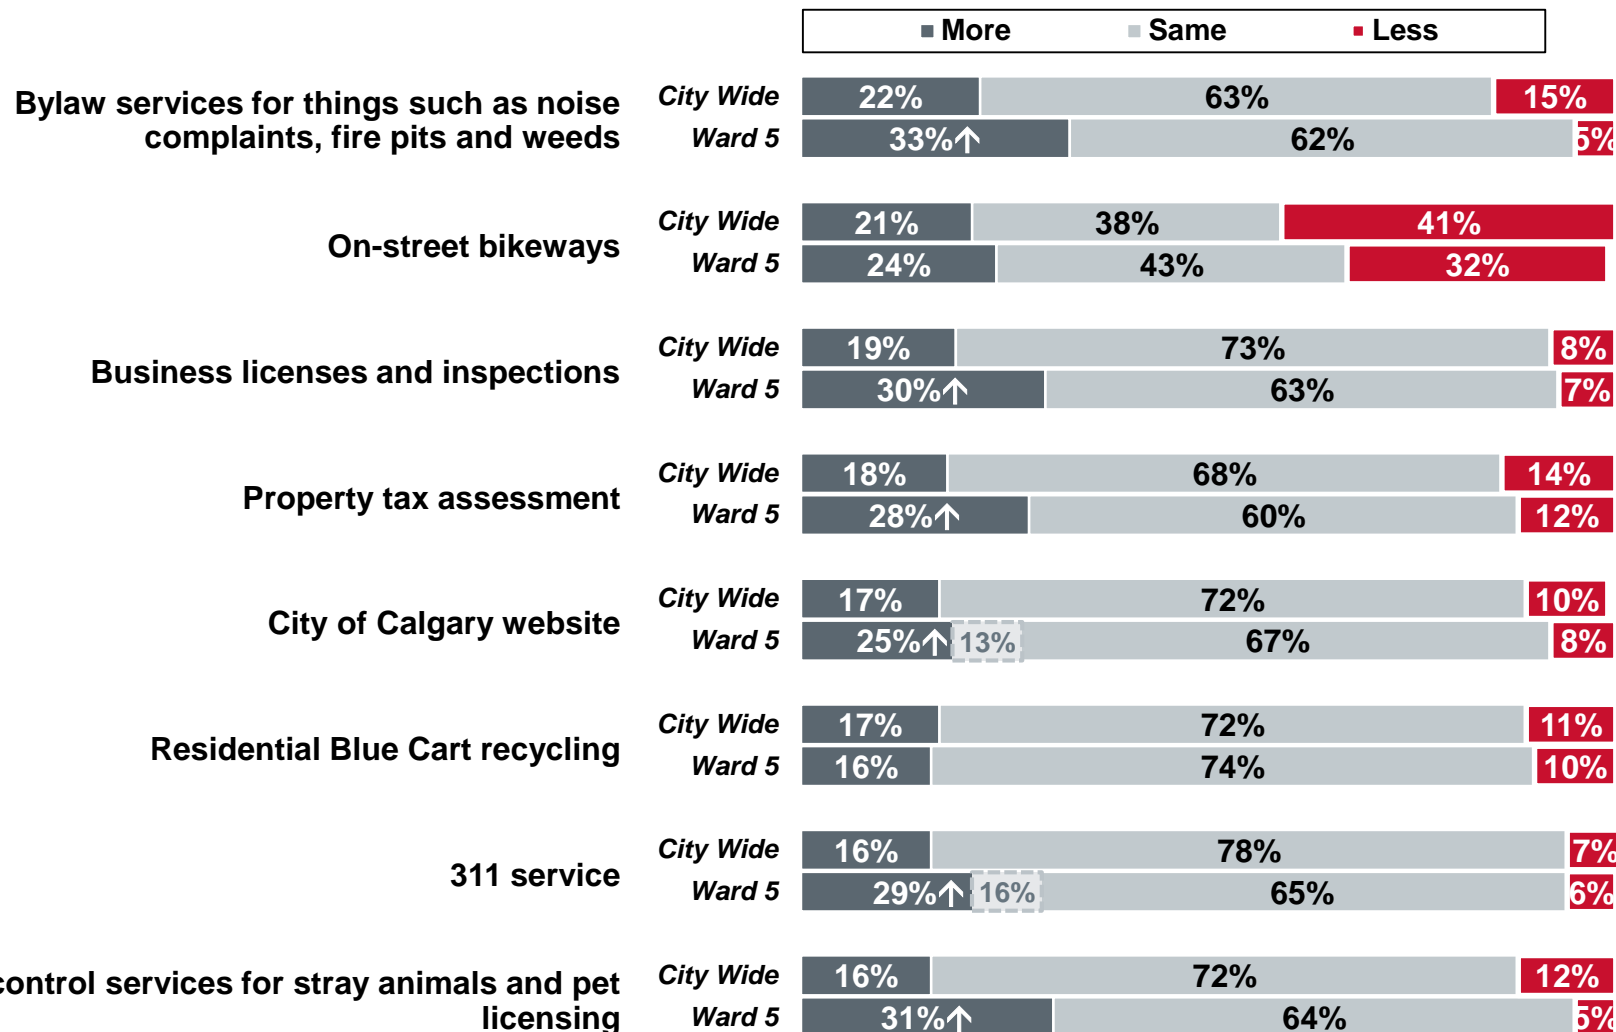 More Same Less
Bylaw services for things such as noise
complaints, fire pits and weeds
City Wide 22% 63% 15%
Ward 5 33%↑ 62% 5%
On-street bikeways
City Wide 21% 38% 41%
Ward 5 24% 43% 32%
Business licenses and inspections
City Wide 19% 73% 8%
Ward 5 30%↑ 63% 7%
Property tax assessment
City Wide 18% 68% 14%
Ward 5 28%↑ 60% 12%
City of Calgary website
City Wide 17% 72% 10%
Ward 5 25%↑ 13% 67% 8%
Residential Blue Cart recycling
City Wide 17% 72% 11%
Ward 5 16% 74% 10%
311 service
City Wide 16% 78% 7%
Ward 5 29%↑ 16% 65% 6%
control services for stray animals and pet
licensing
City Wide 16% 72% 12%
Ward 5 31%↑ 64% 5%